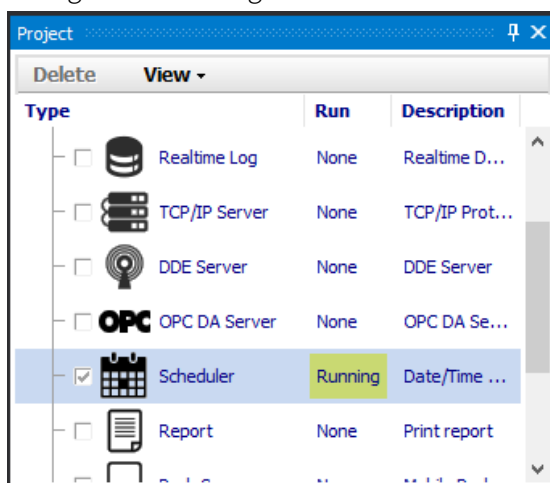 Project
Delete View
Type Run Description
Realtime Log None Realtime D...
TCP/IP Server None TCP/IP Prot...
DDE Server None DDE Server
OPC OPC DA Server None OPC DA Se...
Scheduler Running Date/Time ...
Report None Print report